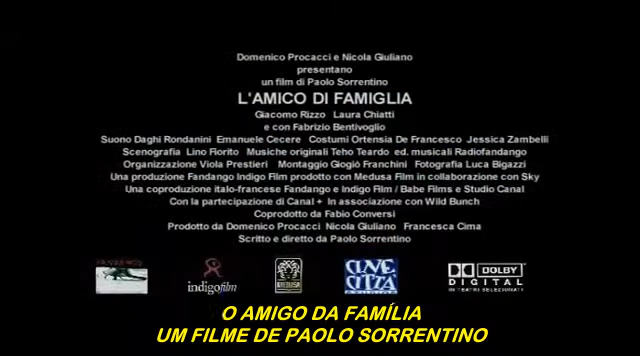 Domenico Procacci e Nicola Giuliano
presentano
un film di Paolo Sorrentino
L'AMICO DI FAMIGLIA
Giacomo Rizzo Laura Chiatti
e con Fabrizio Bentivoglio
Suono Daghi Rondanini Emanuele Cecere Costumi Ortensia De Francesco Jessica Zambelli
Scenografia Lino Fiorito Musiche originali Teho Teardo ed. musicali Radiofandango
Organizzazione Viola Prestieri Montaggio Giogiò Franchini Fotografia Luca Bigazzi
Una produzione Fandango Indigo Film prodotto con Medusa Film in collaborazione con Sky
Una coproduzione italo-francese Fandango e Indigo Film / Babe Films e Studio Canal
Con la partecipazione di Canal + In associazione con Wild Bunch
Coprodotto da Fabio Conversi
Prodotto da Domenico Procacci Nicola Giuliano Francesca Cima
Scritto e diretto da Paolo Sorrentino
FANDANGO
indigofilm
MEDUSA
CINE CITTÀ
DOLBY
DIGITAL
IN TEATRI SELEZIONATI
O AMIGO DA FAMÍLIA
UM FILME DE PAOLO SORRENTINO